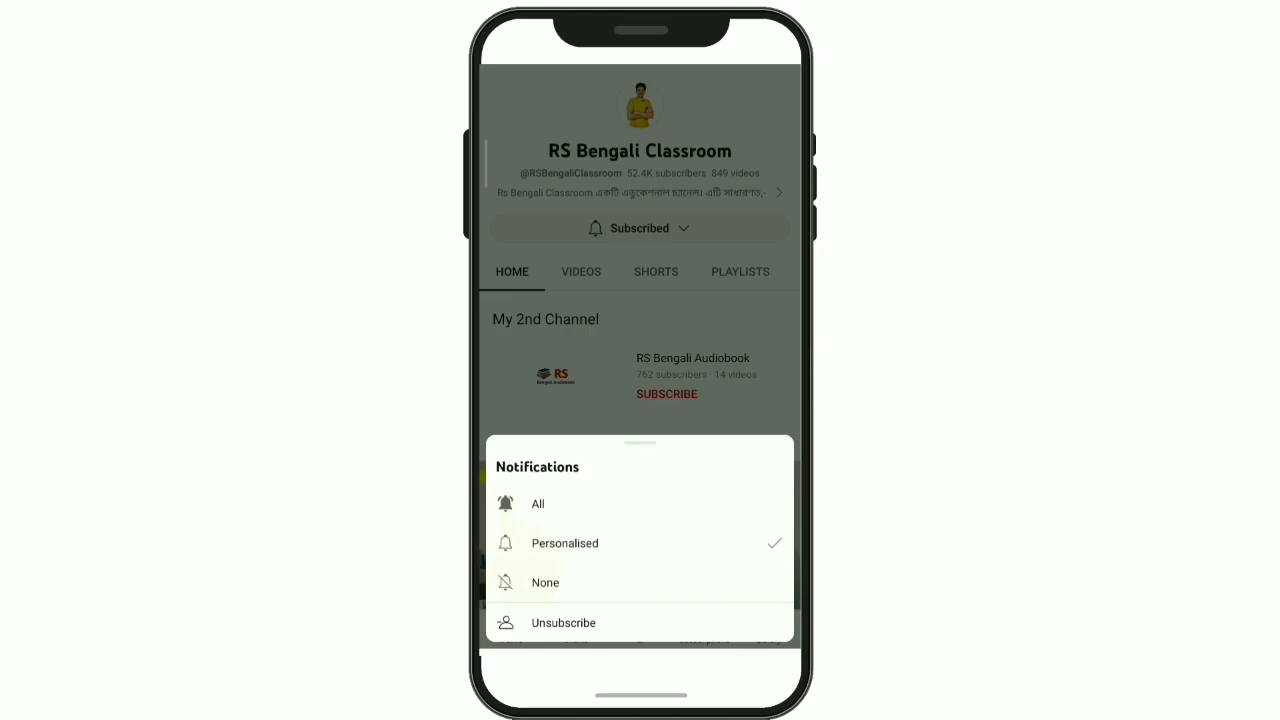 RS Bengali Classroom
@RSBengaliClassroom 52.4K subscribers 849 videos
Rs Bengali Classroom একটি এডুকেশনাল চ্যানেল। এটি সাধারণত,-
Subscribed
HOME VIDEOS SHORTS PLAYLISTS
My 2nd Channel
RS Bengali Audiobook
RS
Bengali Audiobook
762 subscribers · 14 videos
SUBSCRIBE
Notifications
All
Personalised
None
Unsubscribe